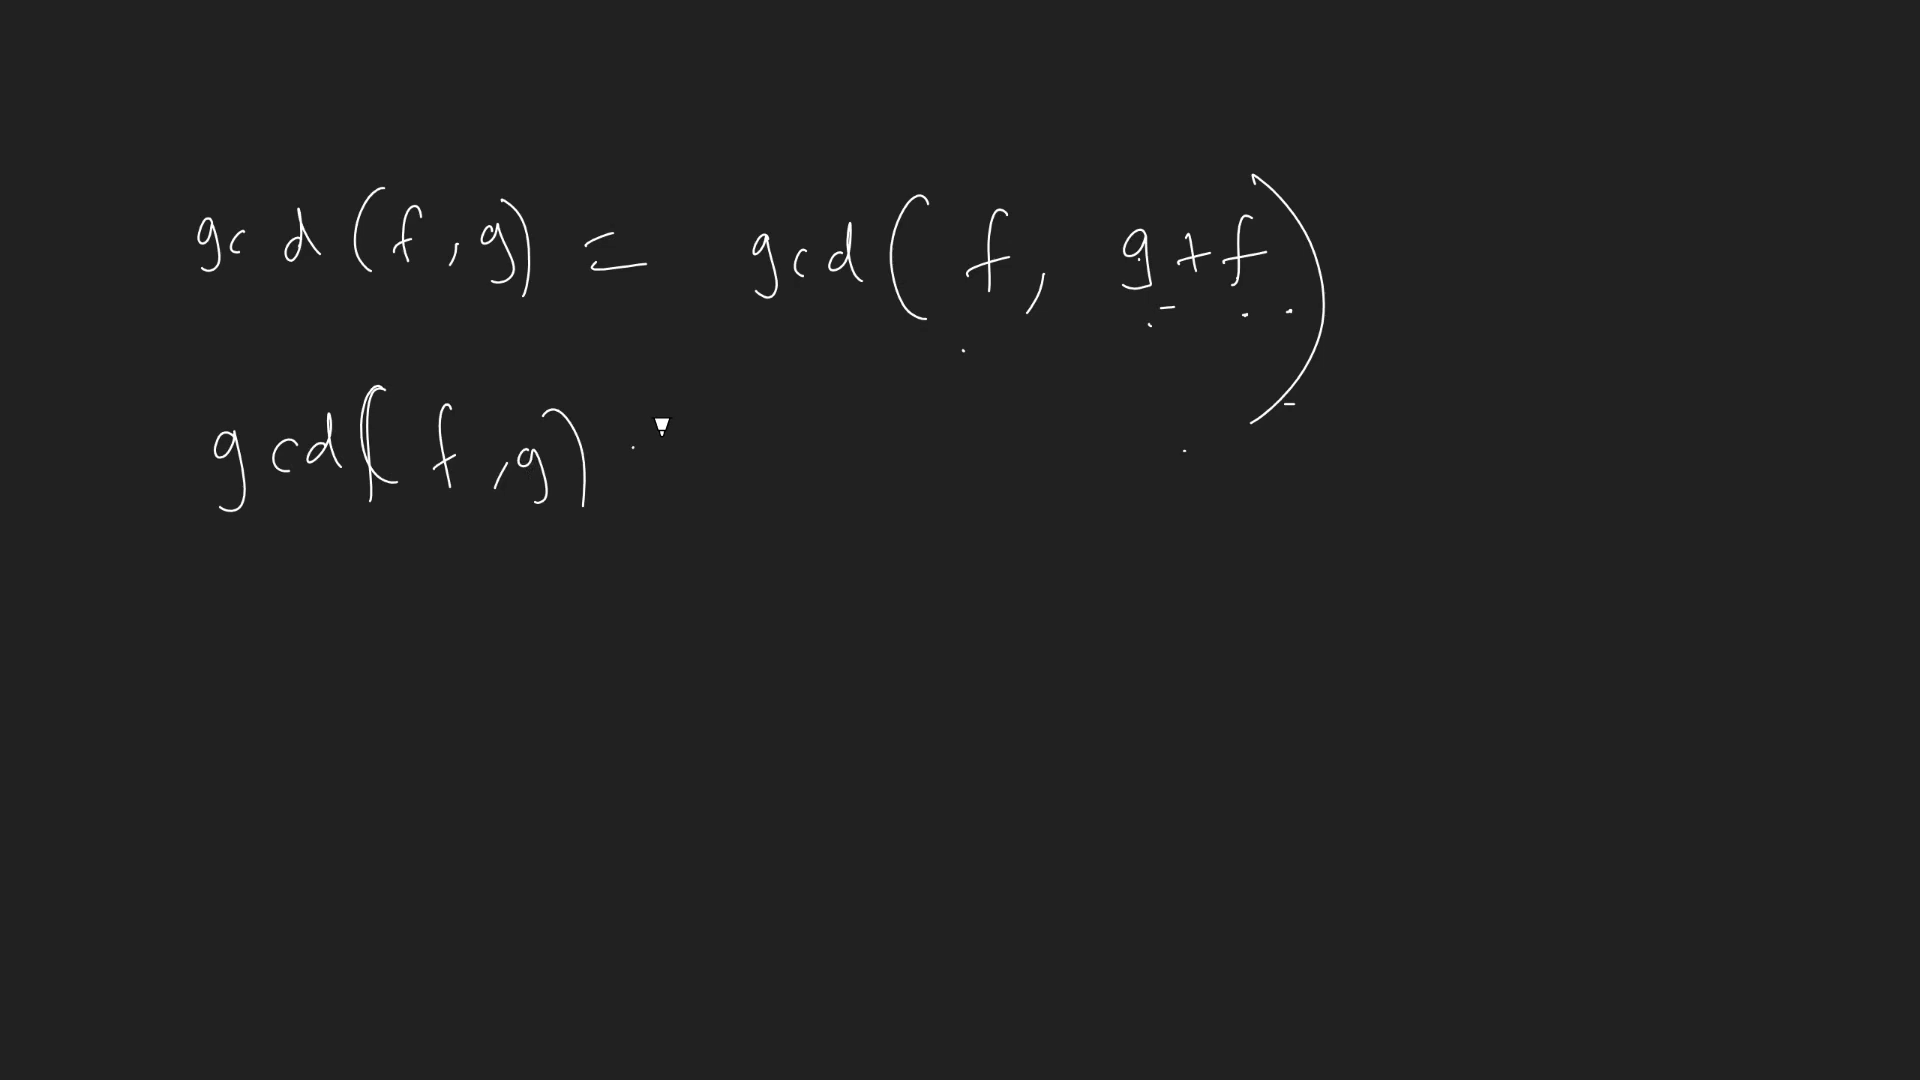 gcd(f,g) = gcd(f, g+f)
gcd(f,g)